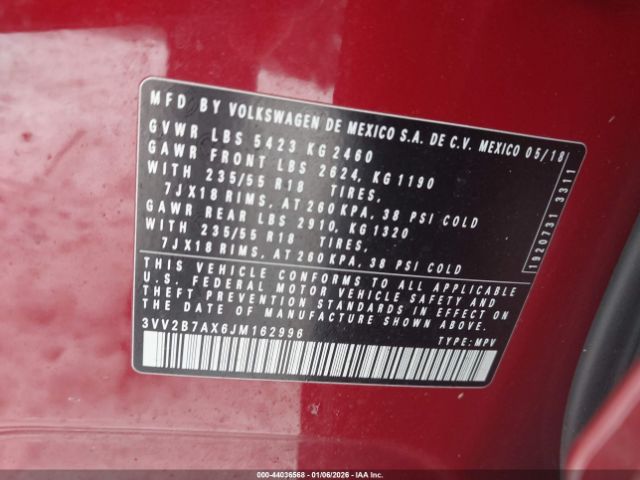 MFD BY VOLKSWAGEN DE MEXICO S.A. DE C.V. MEXICO 05/18
GVWR LBS 5423 KG 2460
GAWR FRONT LBS 2624, KG 1190
WITH 235/55 R18 TIRES,
7JX18 RIMS, AT 260 KPA, 38 PSI COLD
GAWR REAR LBS 2910, KG 1320
WITH 235/55 R18 TIRES,
7JX18 RIMS, AT 260 KPA, 38 PSI COLD
1920731 3311
THIS VEHICLE CONFORMS TO ALL APPLICABLE
U.S. FEDERAL MOTOR VEHICLE SAFETY AND
THEFT PREVENTION STANDARDS IN EFFECT ON
THE DATE OF MANUFACTURE SHOWN ABOVE.
3VV2B7AX6JM162996
TYPE: MPV
000-44036568 - 01/06/2026 - IAA Inc.